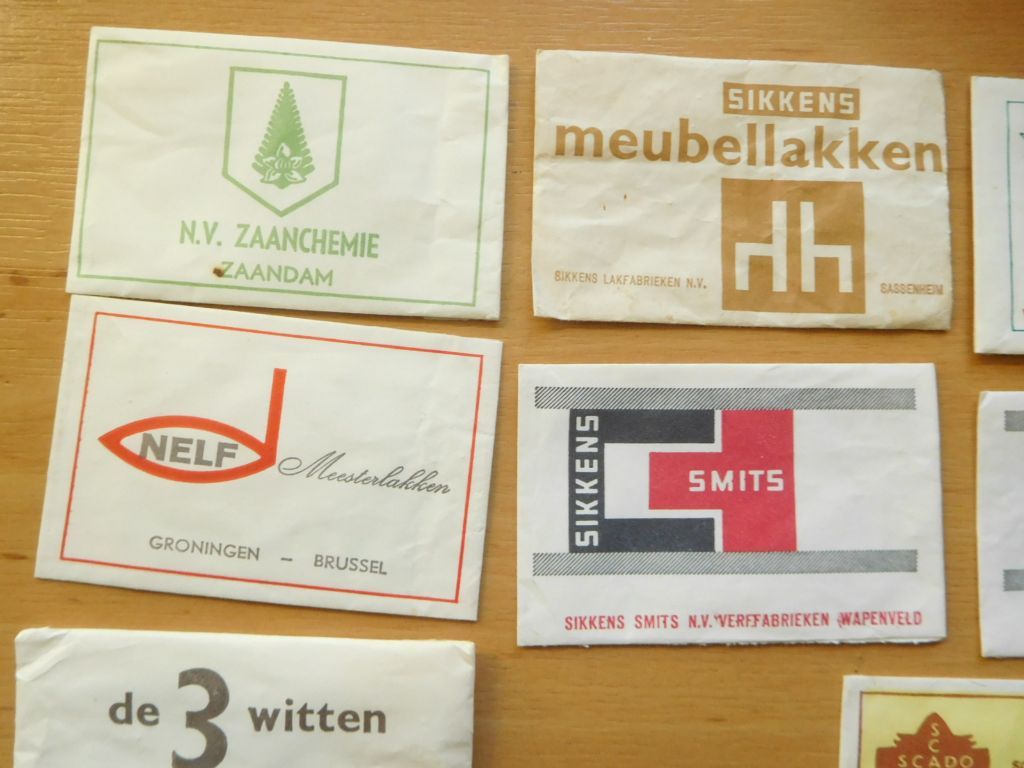 N.V. ZAANCHEMIE
ZAANDAM
SIKKENS
meubellakken
SIKKENS LAKFABRIEKEN N.V.
SASSENHEIM
NELF
Meesterlakken
GRONINGEN – BRUSSEL
SIKKENS
SMITS
SIKKENS SMITS N.V. VERFFABRIEKEN WAPENVELD
de 3 witten
SCADO
SCA